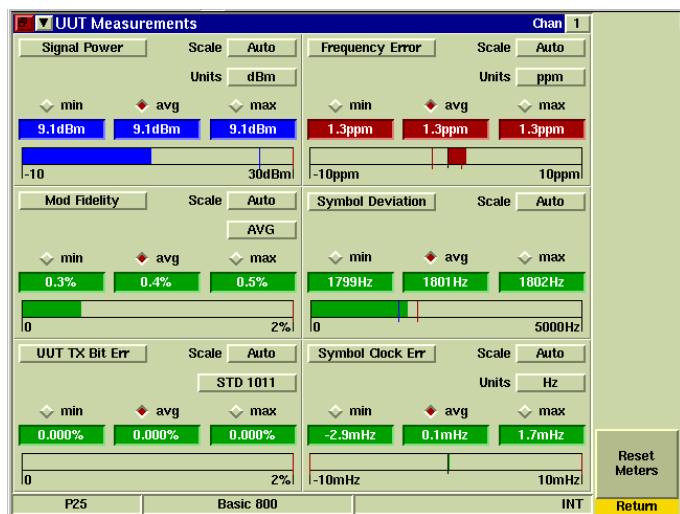 UUT Measurements Chan 1
Signal Power Scale Auto
Units dBm
min avg max
9.1dBm 9.1dBm 9.1dBm
-10 30dBm
Frequency Error Scale Auto
Units ppm
min avg max
1.3ppm 1.3ppm 1.3ppm
-10ppm 10ppm
Mod Fidelity Scale Auto
AVG
min avg max
0.3% 0.4% 0.5%
0 2%
Symbol Deviation Scale Auto
min avg max
1799Hz 1801Hz 1802Hz
0 5000Hz
UUT TX Bit Err Scale Auto
STD 1011
min avg max
0.000% 0.000% 0.000%
0 2%
Symbol Clock Err Scale Auto
Units Hz
min avg max
-2.9mHz 0.1mHz 1.7mHz
-10mHz 10mHz
P25 Basic 800 INT
Reset
Meters
Return